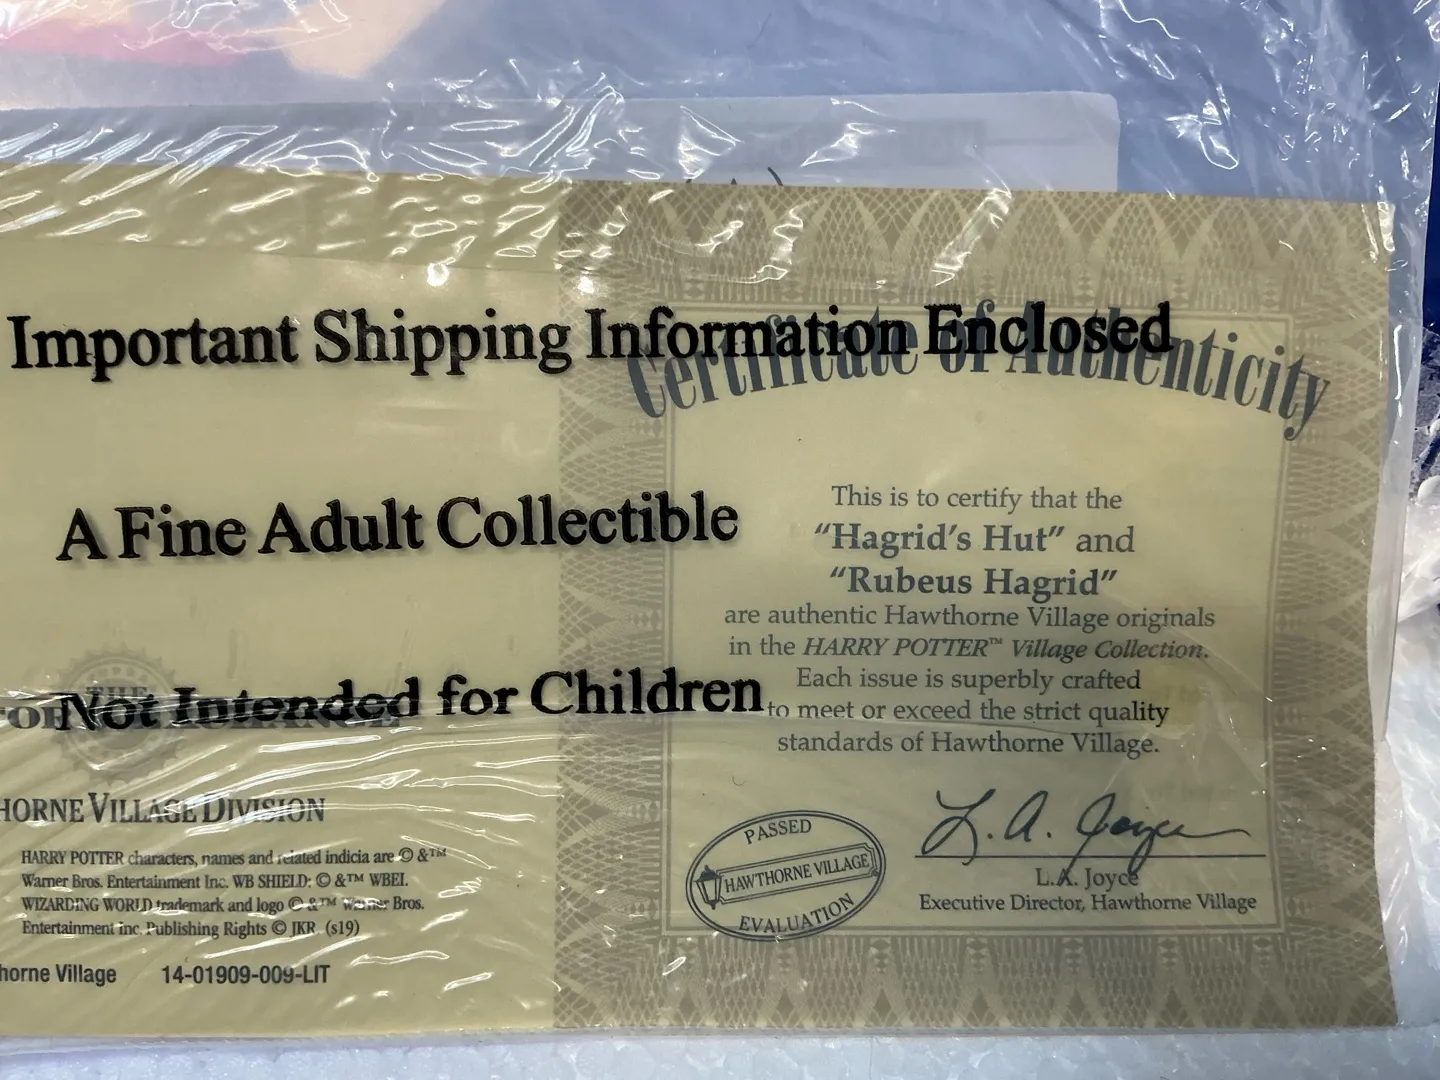 Important Shipping Information Enclosed
A Fine Adult Collectible
Not Intended for Children
Certificate of Authenticity
This is to certify that the
“Hagrid’s Hut” and
“Rubeus Hagrid”
are authentic Hawthorne Village originals
in the HARRY POTTER™ Village Collection.
Each issue is superbly crafted
to meet or exceed the strict quality
standards of Hawthorne Village.
L. A. Joyce
L.A. Joyce
Executive Director, Hawthorne Village
PASSED
HAWTHORNE VILLAGE
EVALUATION
THE
HORNE VILLAGE DIVISION
HARRY POTTER characters, names and related indicia are © & ™
Warner Bros. Entertainment Inc. WB SHIELD: © & ™ WBEI.
WIZARDING WORLD trademark and logo © & ™ Warner Bros.
Entertainment Inc. Publishing Rights © JKR. (s19)
horne Village 14-01909-009-LIT